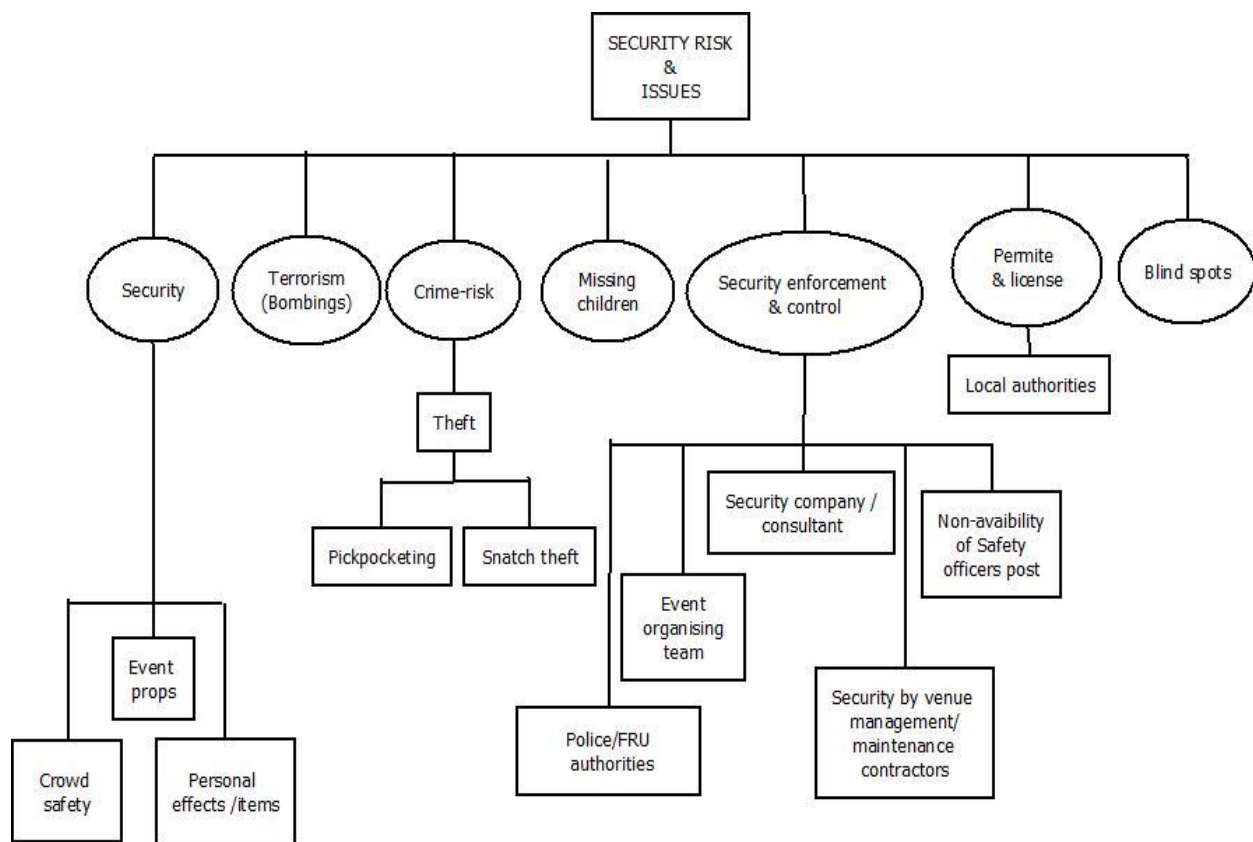 SECURITY RISK
&
ISSUES
Security
Terrorism
(Bombings)
Crime-risk
Missing
children
Security enforcement
& control
Permite
& license
Blind spots
Local authorities
Theft
Pickpocketing
Snatch theft
Security company /
consultant
Non-avaibility
of Safety
officers post
Event
organising
team
Event
props
Police/FRU
authorities
Security by venue
management/
maintenance
contractors
Crowd
safety
Personal
effects /items